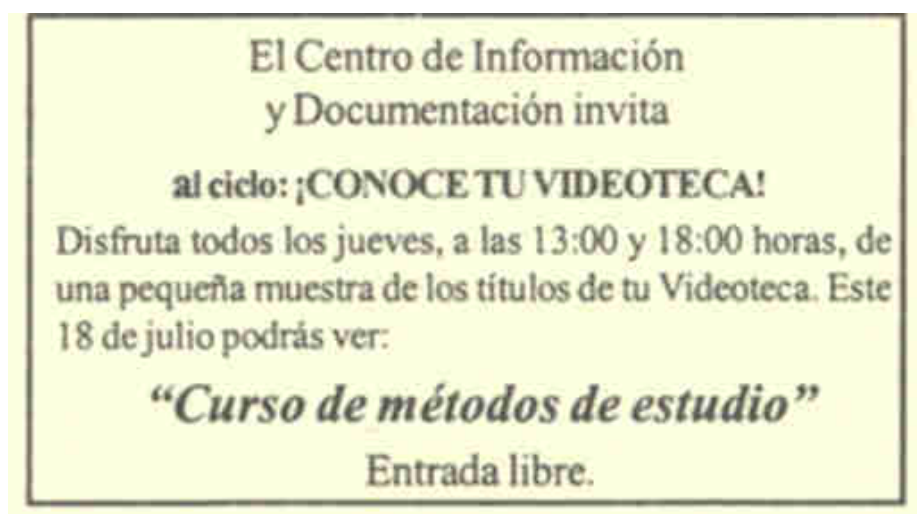 El Centro de Información
y Documentación invita
al ciclo: ¡CONOCE TU VIDEOTECA!
Disfruta todos los jueves, a las 13:00 y 18:00 horas, de
una pequeña muestra de los títulos de tu Videoteca. Este
18 de julio podrás ver:
“Curso de métodos de estudio”
Entrada libre.